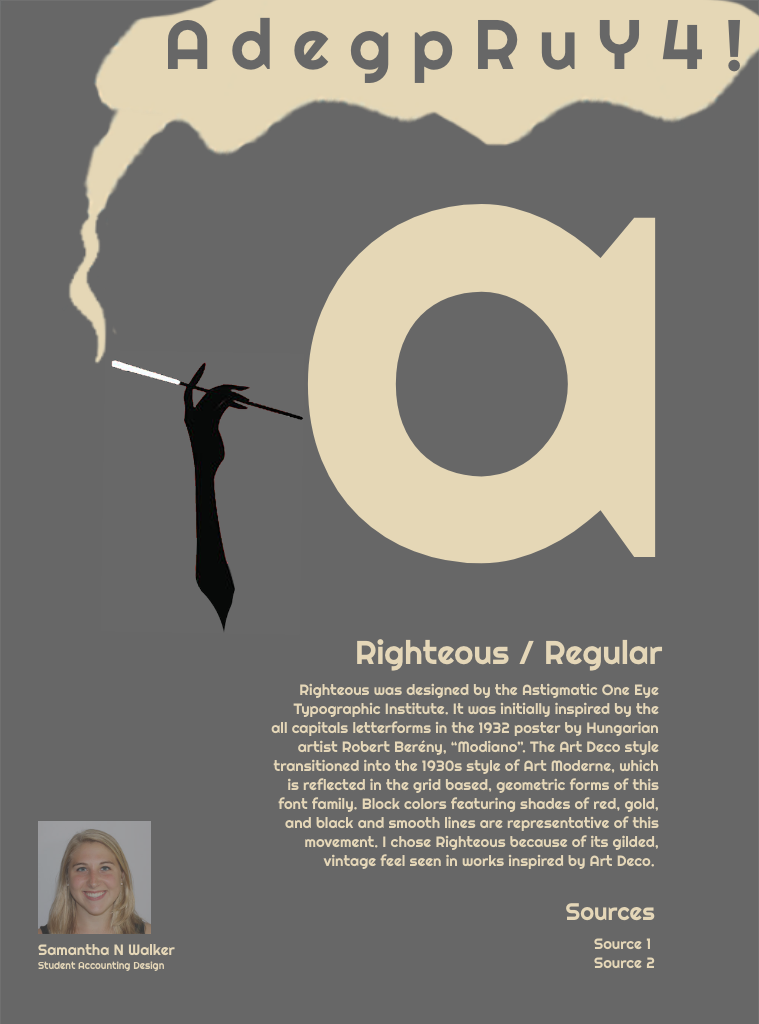 AdegpRuY4!
a
Righteous / Regular
Righteous was designed by the Astigmatic One Eye
Typographic Institute. It was initially inspired by the
all capitals letterforms in the 1932 poster by Hungarian
artist Robert Berény, “Modiano”. The Art Deco style
transitioned into the 1930s style of Art Moderne, which
is reflected in the grid based, geometric forms of this
font family. Block colors featuring shades of red, gold,
and black and smooth lines are representative of this
movement. I chose Righteous because of its gilded,
vintage feel seen in works inspired by Art Deco.
Sources
Source 1
Source 2
Samantha N Walker
Student Accounting Design